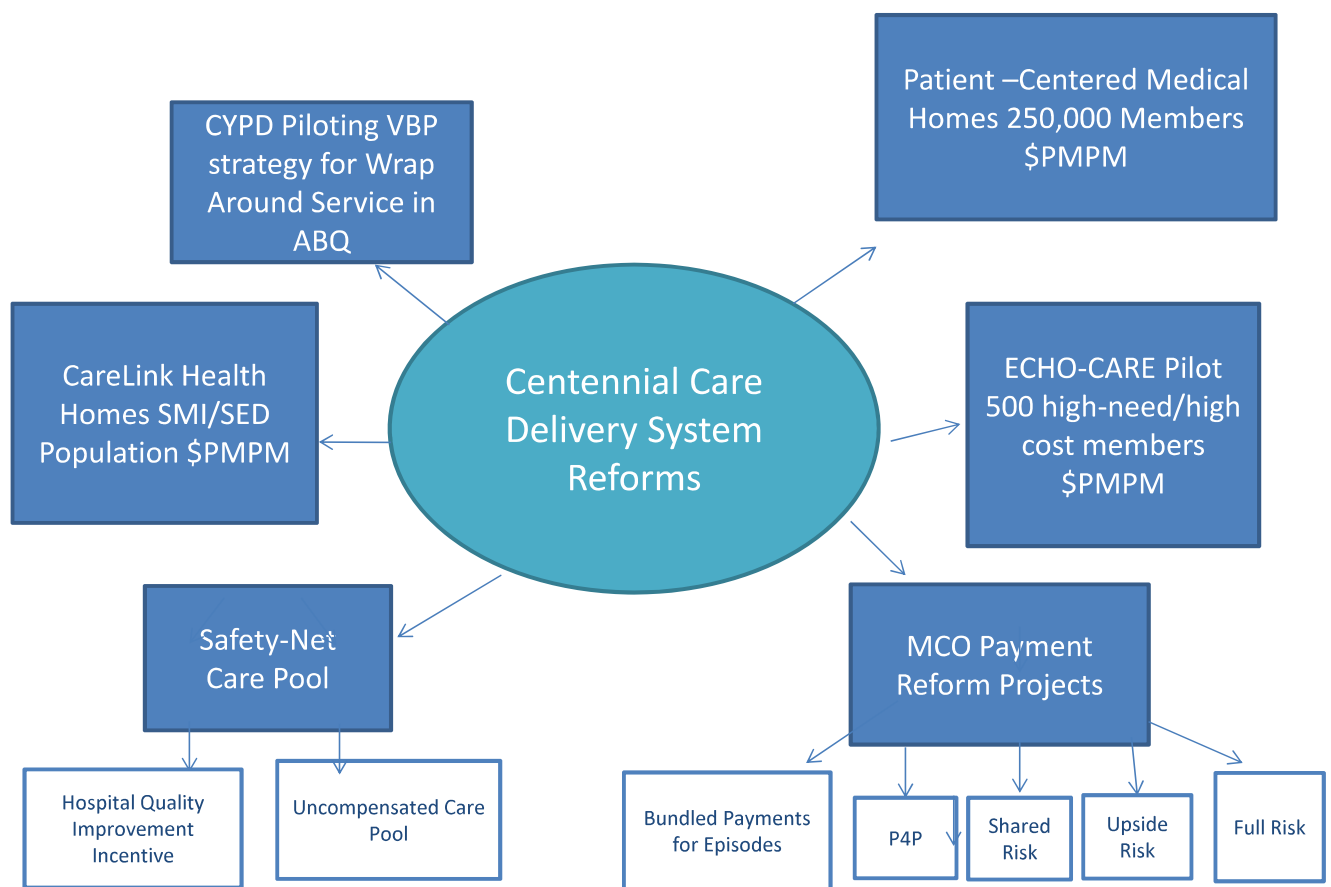 Patient –Centered Medical
Homes 250,000 Members
$PMPM
CYPD Piloting VBP
strategy for Wrap
Around Service in
ABQ
CareLink Health
Homes SMI/SED
Population $PMPM
Centennial Care
Delivery System
Reforms
ECHO-CARE Pilot
500 high-need/high
cost members
$PMPM
Safety-Net
Care Pool
MCO Payment
Reform Projects
Hospital Quality
Improvement
Incentive
Uncompensated Care
Pool
Bundled Payments
for Episodes
P4P
Shared
Risk
Upside
Risk
Full Risk